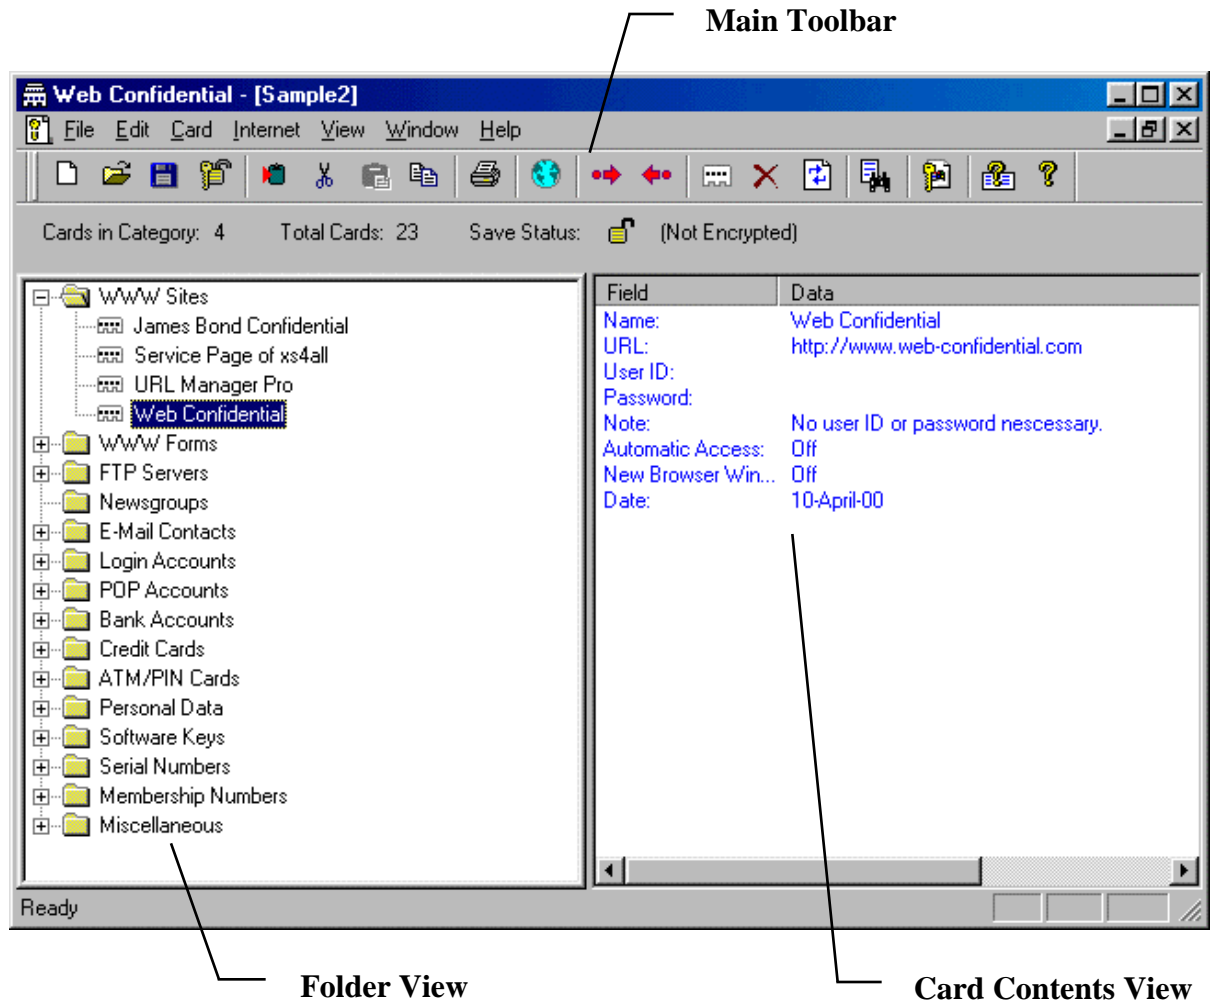 Main Toolbar
Web Confidential - [Sample2]
File Edit Card Internet View Window Help
Cards in Category: 4 Total Cards: 23 Save Status: (Not Encrypted)
WWW Sites
James Bond Confidential
Service Page of xs4all
URL Manager Pro
Web Confidential
WWW Forms
FTP Servers
Newsgroups
E-Mail Contacts
Login Accounts
POP Accounts
Bank Accounts
Credit Cards
ATM/PIN Cards
Personal Data
Software Keys
Serial Numbers
Membership Numbers
Miscellaneous
Field Data
Name: Web Confidential
URL: http://www.web-confidential.com
User ID:
Password:
Note: No user ID or password nescessary.
Automatic Access: Off
New Browser Win... Off
Date: 10-April-00
Ready
Folder View
Card Contents View